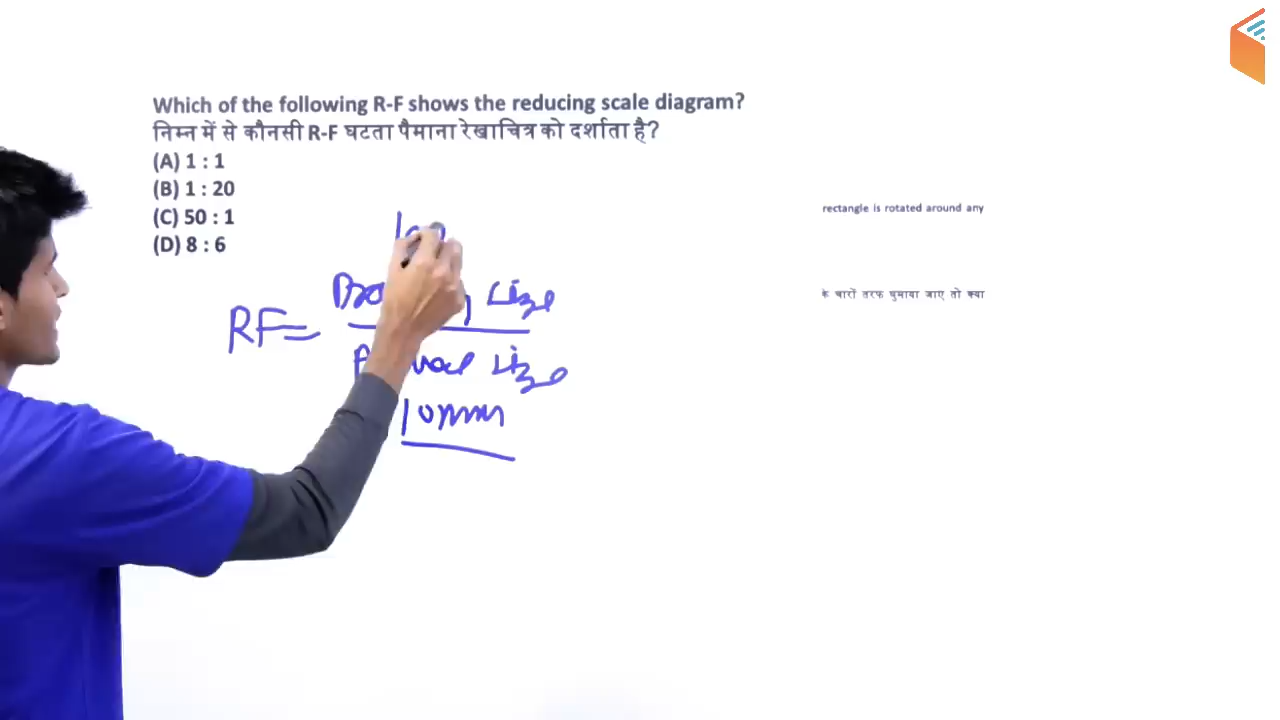 Which of the following R-F shows the reducing scale diagram?
निम्न में से कौनसी R-F घटता पैमाना रेखाचित्र को दर्शाता है?
(A) 1 : 1
(B) 1 : 20
(C) 50 : 1
(D) 8 : 6
rectangle is rotated around any
के चारों तरफ घुमाया जाए तो क्या
Size
RF=
Size
10mm